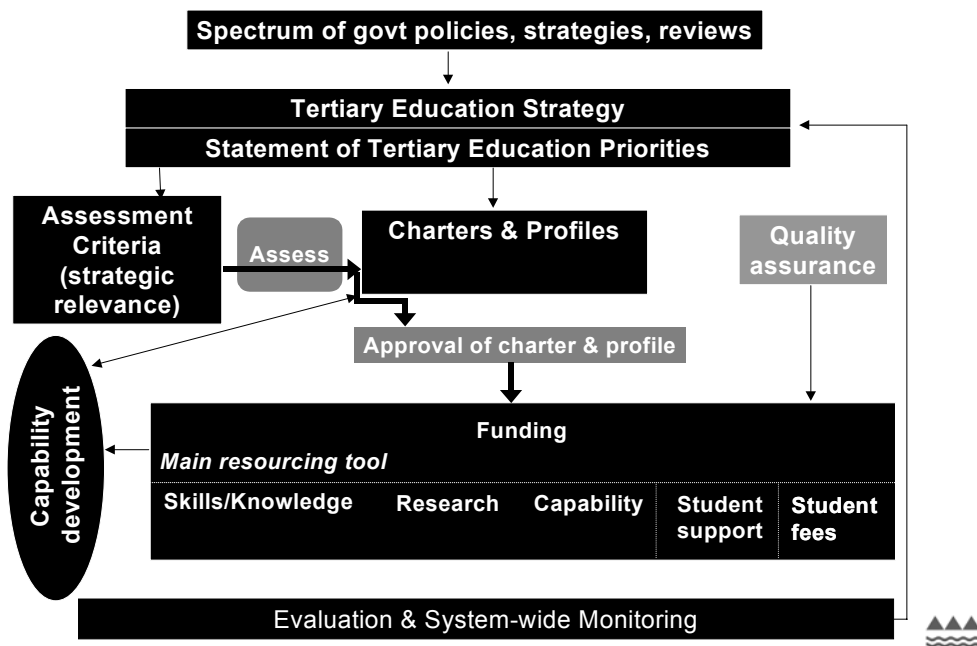 Spectrum of govt policies, strategies, reviews
Tertiary Education Strategy
Statement of Tertiary Education Priorities
Assessment
Criteria
(strategic
relevance)
Assess
Charters & Profiles
Quality
assurance
Approval of charter & profile
Capability
development
Funding
Main resourcing tool
Skills/Knowledge
Research
Capability
Student
support
Student
fees
Evaluation & System-wide Monitoring